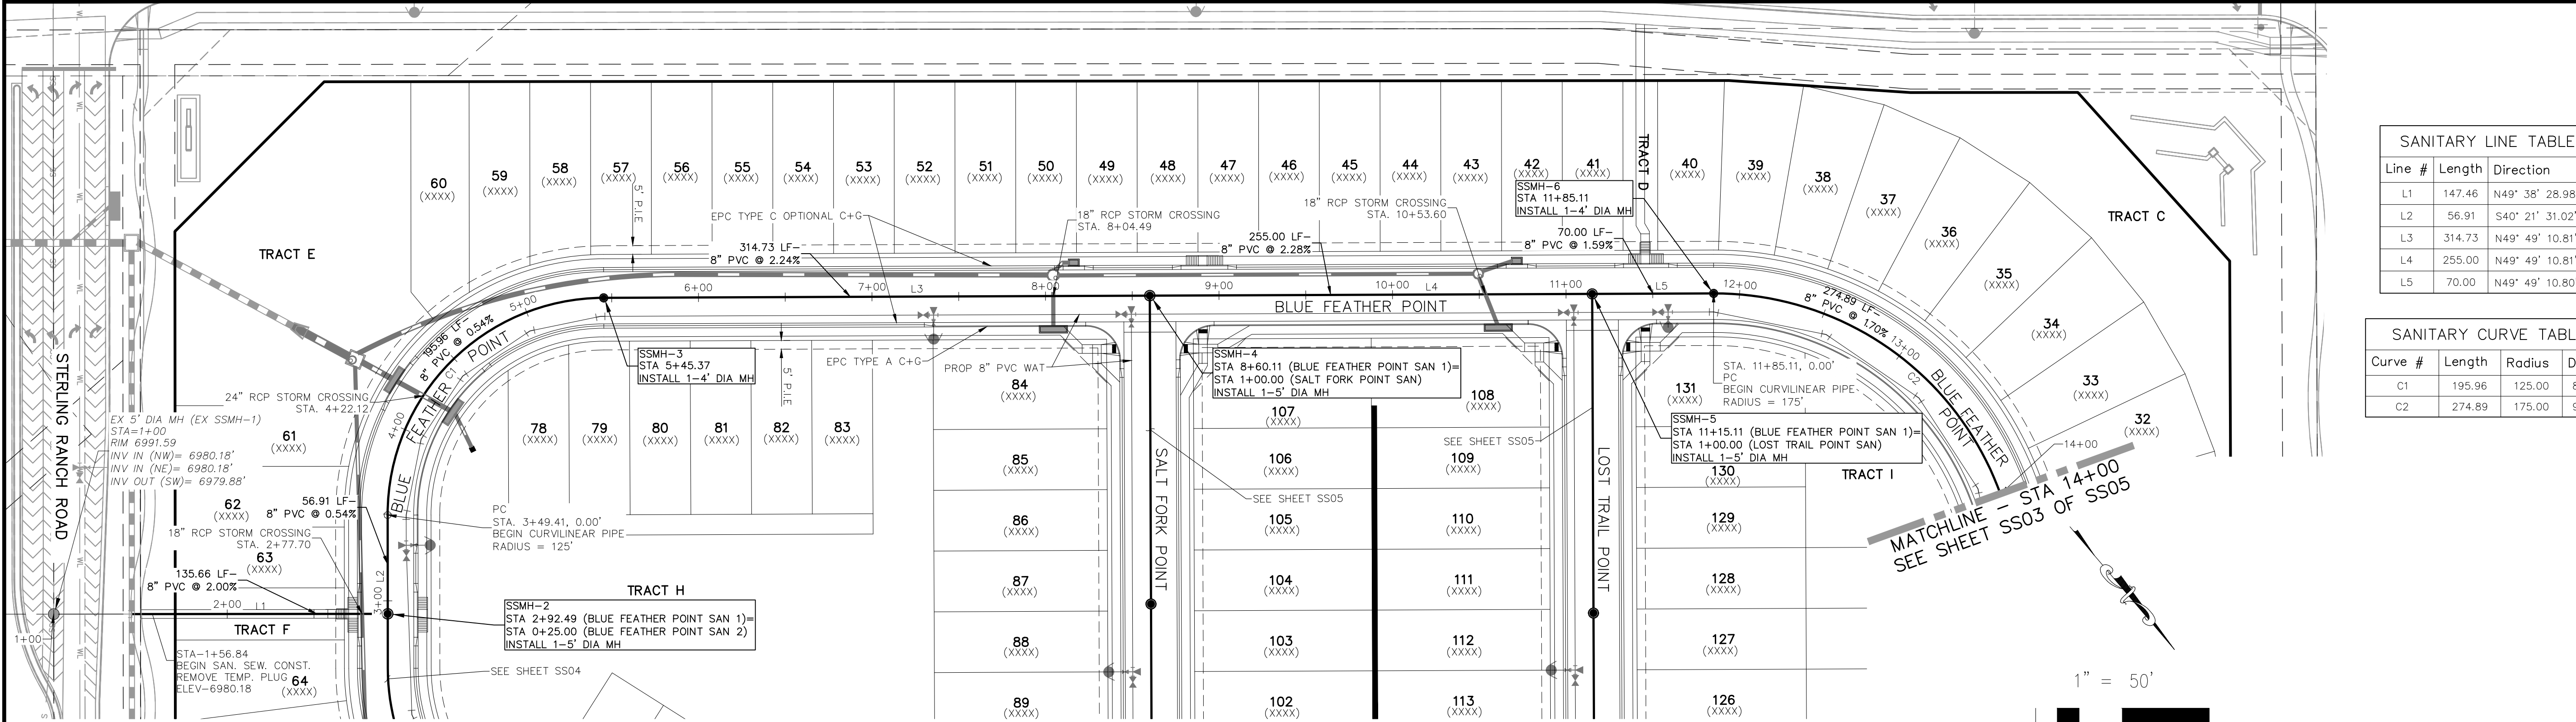 60
(XXXX)
59
(XXXX)
58
(XXXX)
57
(XXXX)
56
(XXXX)
55
(XXXX)
54
(XXXX)
53
(XXXX)
52
(XXXX)
51
(XXXX)
50
(XXXX)
49
(XXXX)
48
(XXXX)
47
(XXXX)
46
(XXXX)
45
(XXXX)
44
(XXXX)
43
(XXXX)
42
(XXXX)
41
(XXXX)
TRACT D
40
(XXXX)
39
(XXXX)
38
(XXXX)
37
(XXXX)
36
(XXXX)
35
(XXXX)
34
(XXXX)
33
(XXXX)
32
(XXXX)
TRACT C
TRACT E
5' P.I.E
EPC TYPE C OPTIONAL C+G
314.73 LF-
8" PVC @ 2.24%
18" RCP STORM CROSSING
STA. 8+04.49
255.00 LF-
8" PVC @ 2.28%
18" RCP STORM CROSSING
STA. 10+53.60
SSMH-6
STA 11+85.11
INSTALL 1-4' DIA MH
70.00 LF-
8" PVC @ 1.59%
5+00
6+00
7+00
L3
8+00
9+00
10+00
L4
11+00
L5
12+00
BLUE FEATHER POINT
274.89 LF-
8" PVC @ 1.70%
13+00
C2
BLUE FEATHER
POINT
14+00
MATCHLINE - STA 14+00
SEE SHEET SS03 OF SS05
195.96 LF-
8" PVC @ 0.54%
C1
4+00
BLUE FEATHER POINT
SSMH-3
STA 5+45.37
INSTALL 1-4' DIA MH
5' P.I.E
EPC TYPE A C+G
PROP 8" PVC WAT
SSMH-4
STA 8+60.11 (BLUE FEATHER POINT SAN 1)=
STA 1+00.00 (SALT FORK POINT SAN)
INSTALL 1-5' DIA MH
STA. 11+85.11, 0.00'
PC
BEGIN CURVILINEAR PIPE
RADIUS = 175'
SSMH-5
STA 11+15.11 (BLUE FEATHER POINT SAN 1)=
STA 1+00.00 (LOST TRAIL POINT SAN)
INSTALL 1-5' DIA MH
24" RCP STORM CROSSING
STA. 4+22.12
EX 5' DIA MH (EX SSMH-1)
STA=1+00
RIM 6991.59
INV IN (NW)= 6980.18'
INV IN (NE)= 6980.18'
INV OUT (SW)= 6979.88'
STERLING RANCH ROAD
61
(XXXX)
62
(XXXX)
63
(XXXX)
64
(XXXX)
56.91 LF-
8" PVC @ 0.54%
18" RCP STORM CROSSING
STA. 2+77.70
135.66 LF-
8" PVC @ 2.00%
1+00
2+00
L1
3+00
L2
TRACT F
STA-1+56.84
BEGIN SAN. SEW. CONST.
REMOVE TEMP. PLUG
ELEV-6980.18
PC
STA. 3+49.41, 0.00'
BEGIN CURVILINEAR PIPE
RADIUS = 125'
TRACT H
SSMH-2
STA 2+92.49 (BLUE FEATHER POINT SAN 1)=
STA 0+25.00 (BLUE FEATHER POINT SAN 2)
INSTALL 1-5' DIA MH
SEE SHEET SS04
78
(XXXX)
79
(XXXX)
80
(XXXX)
81
(XXXX)
82
(XXXX)
83
(XXXX)
84
(XXXX)
85
(XXXX)
86
(XXXX)
87
(XXXX)
88
(XXXX)
89
(XXXX)
SALT FORK POINT
SEE SHEET SS05
107
(XXXX)
106
(XXXX)
105
(XXXX)
104
(XXXX)
103
(XXXX)
102
(XXXX)
108
(XXXX)
109
(XXXX)
110
(XXXX)
111
(XXXX)
112
(XXXX)
113
(XXXX)
SEE SHEET SS05
LOST TRAIL POINT
131
(XXXX)
130
(XXXX)
129
(XXXX)
128
(XXXX)
127
(XXXX)
126
(XXXX)
TRACT I
1" = 50'
SANITARY LINE TABLE
Line # Length Direction
L1 147.46 N49° 38' 28.98
L2 56.91 S40° 21' 31.02"
L3 314.73 N49° 49' 10.81"
L4 255.00 N49° 49' 10.81"
L5 70.00 N49° 49' 10.80
SANITARY CURVE TABL
Curve # Length Radius D
C1 195.96 125.00 8
C2 274.89 175.00 9